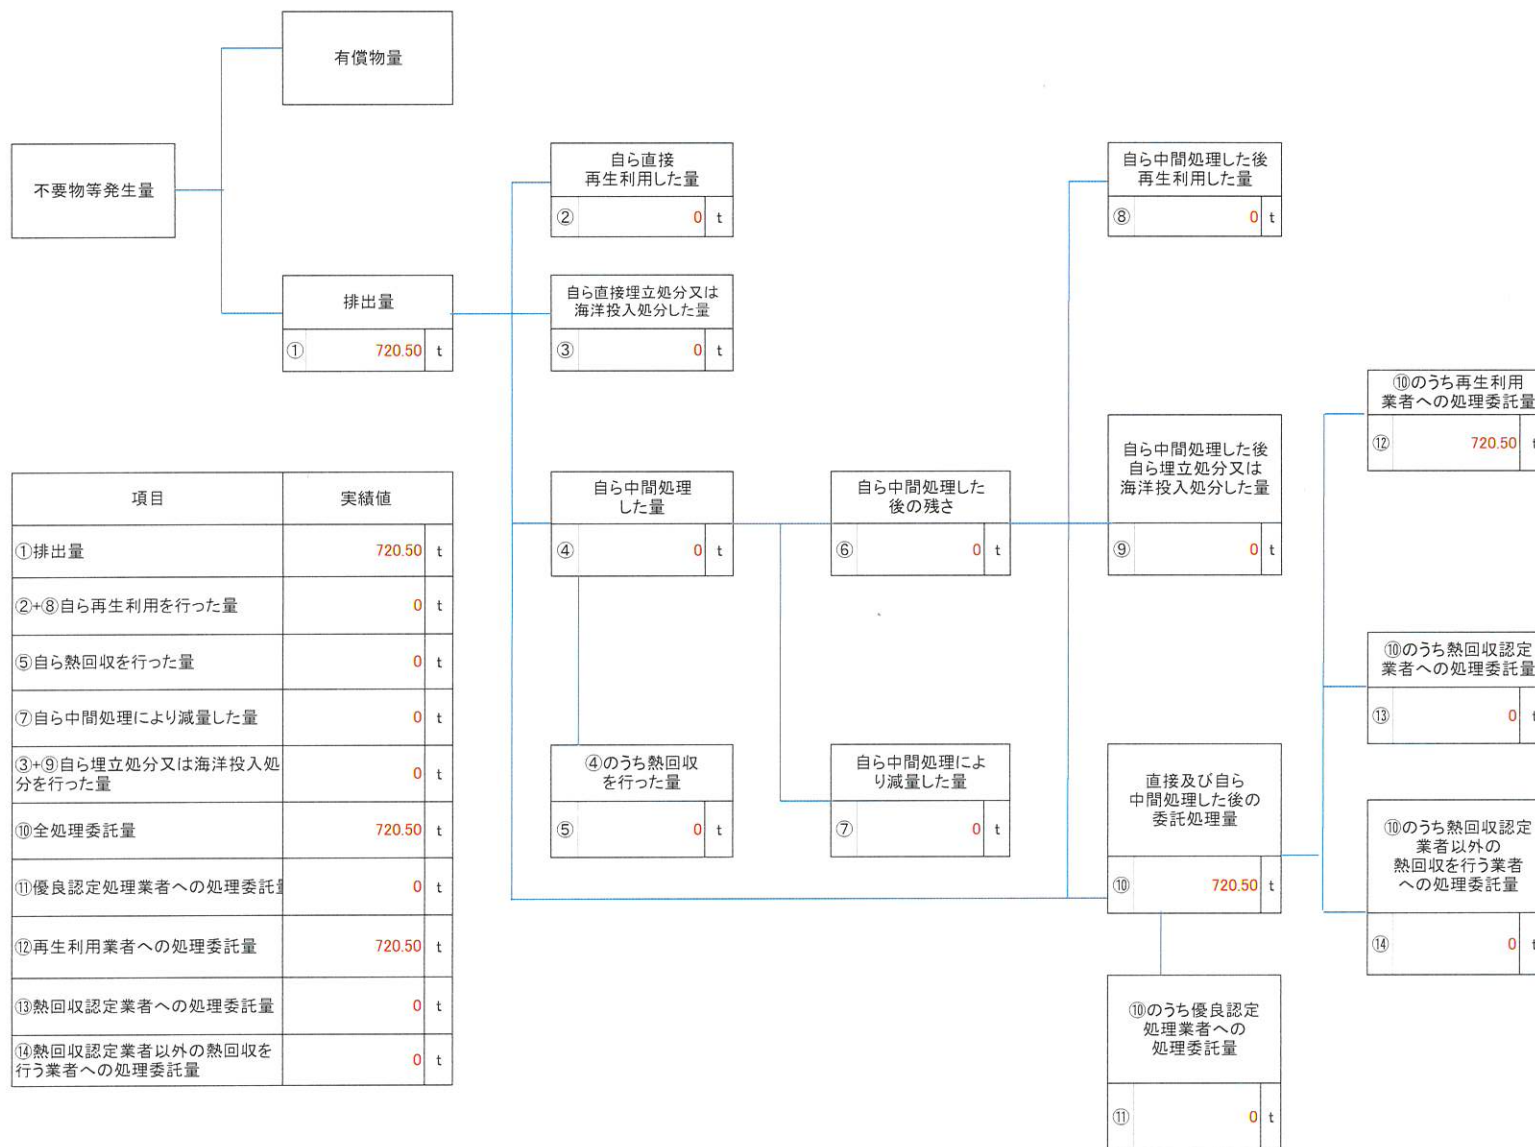 有償物量
不要物等発生量
排出量
① 720.50 t
自ら直接
再生利用した量
② 0 t
自ら直接埋立処分又は
海洋投入処分した量
③ 0 t
自ら中間処理
した量
④ 0 t
④のうち熱回収
を行った量
⑤ 0 t
自ら中間処理した
後の残さ
⑥ 0 t
自ら中間処理によ
り減量した量
⑦ 0 t
自ら中間処理した後
再生利用した量
⑧ 0 t
自ら中間処理した後
自ら埋立処分又は
海洋投入処分した量
⑨ 0 t
直接及び自ら
中間処理した後の
委託処理量
⑩ 720.50 t
⑩のうち優良認定
処理業者への
処理委託量
⑪ 0 t
⑩のうち再生利用
業者への処理委託量
⑫ 720.50 t
⑩のうち熱回収認定
業者への処理委託量
⑬ 0 t
⑩のうち熱回収認定
業者以外の
熱回収を行う業者
への処理委託量
⑭ 0 t
項目 実績値
①排出量 720.50 t
②+⑧自ら再生利用を行った量 0 t
⑤自ら熱回収を行った量 0 t
⑦自ら中間処理により減量した量 0 t
③+⑨自ら埋立処分又は海洋投入処
分を行った量 0 t
⑩全処理委託量 720.50 t
⑪優良認定処理業者への処理委託量 0 t
⑫再生利用業者への処理委託量 720.50 t
⑬熱回収認定業者への処理委託量 0 t
⑭熱回収認定業者以外の熱回収を
行う業者への処理委託量 0 t